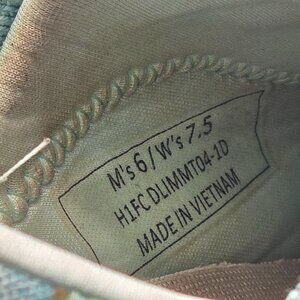 M's 6 / W's 7.5
H1FC DLIMMT04-1D
MADE IN VIETNAM